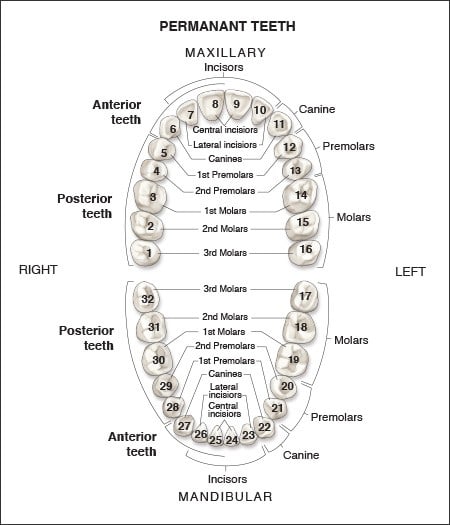 PERMANANT TEETH
MAXILLARY
Incisors
Anterior
teeth
Canine
Premolars
7 8 9 10
6 11
5 12
4 13
3 14
2 15
1 16
Central incisiors
Lateral incisiors
Canines
1st Premolars
2nd Premolars
1st Molars
2nd Molars
3rd Molars
Posterior
teeth
Molars
RIGHT
LEFT
32 17
31 18
30 19
29 20
28 21
27 22
26 25 24 23
3rd Molars
2nd Molars
1st Molars
2nd Premolars
1st Premolars
Canines
Lateral
incisiors
Central
incisiors
Posterior
teeth
Molars
Premolars
Anterior
teeth
Canine
Incisors
MANDIBULAR